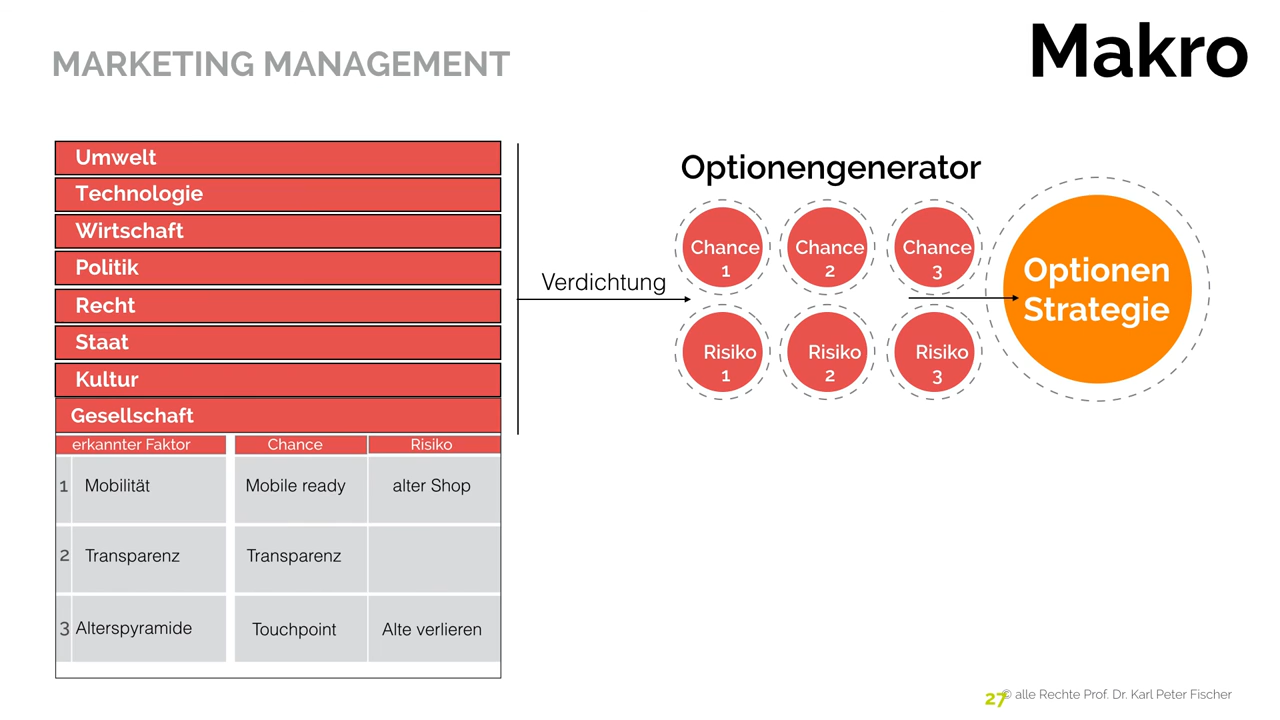 MARKETING MANAGEMENT
Makro
Umwelt
Technologie
Wirtschaft
Politik
Recht
Staat
Kultur
Gesellschaft
erkannter Faktor Chance Risiko
1 Mobilität Mobile ready alter Shop
2 Transparenz Transparenz
3 Alterspyramide Touchpoint Alte verlieren
Verdichtung
Optionengenerator
Chance
1
Chance
2
Chance
3
Risiko
1
Risiko
2
Risiko
3
Optionen
Strategie
27 © alle Rechte Prof. Dr. Karl Peter Fischer